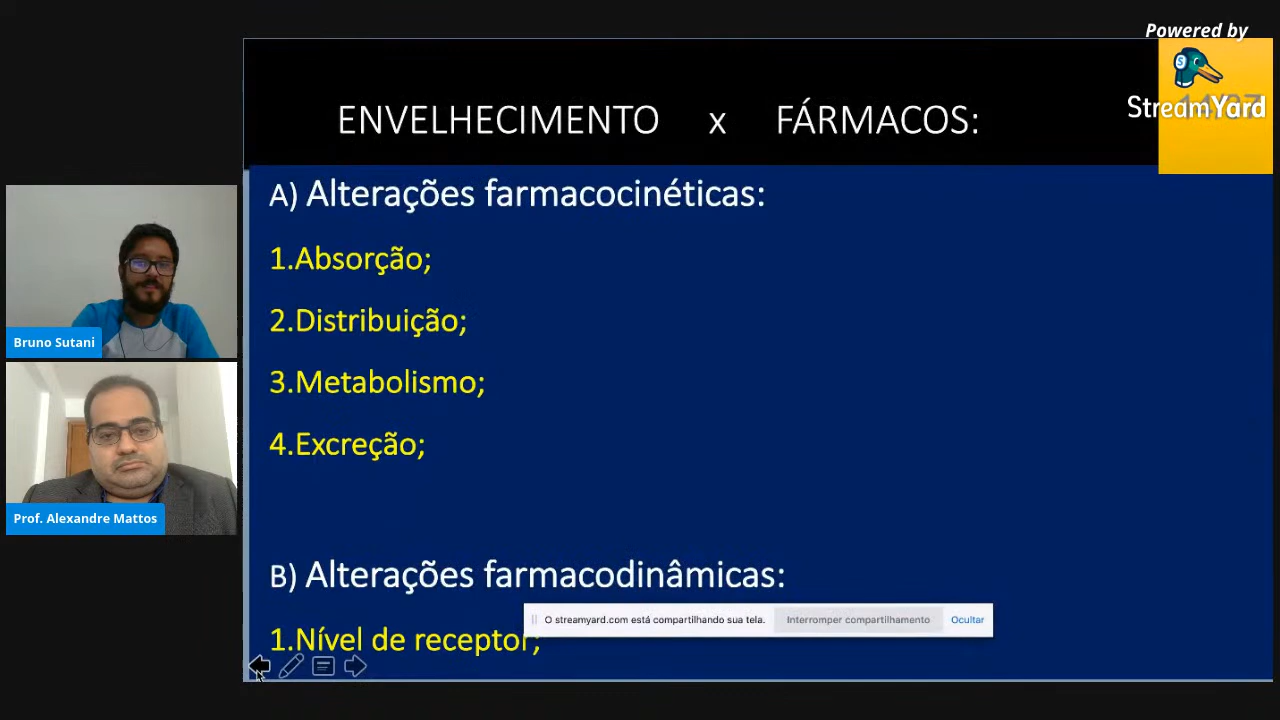 Powered by
StreamYard
ENVELHECIMENTO x FÁRMACOS:
A) Alterações farmacocinéticas:
1.Absorção;
2.Distribuição;
3.Metabolismo;
4.Excreção;
B) Alterações farmacodinâmicas:
1.Nível de receptor;
O streamyard.com está compartilhando sua tela.
Interromper compartilhamento
Ocultar
Bruno Sutani
Prof. Alexandre Mattos